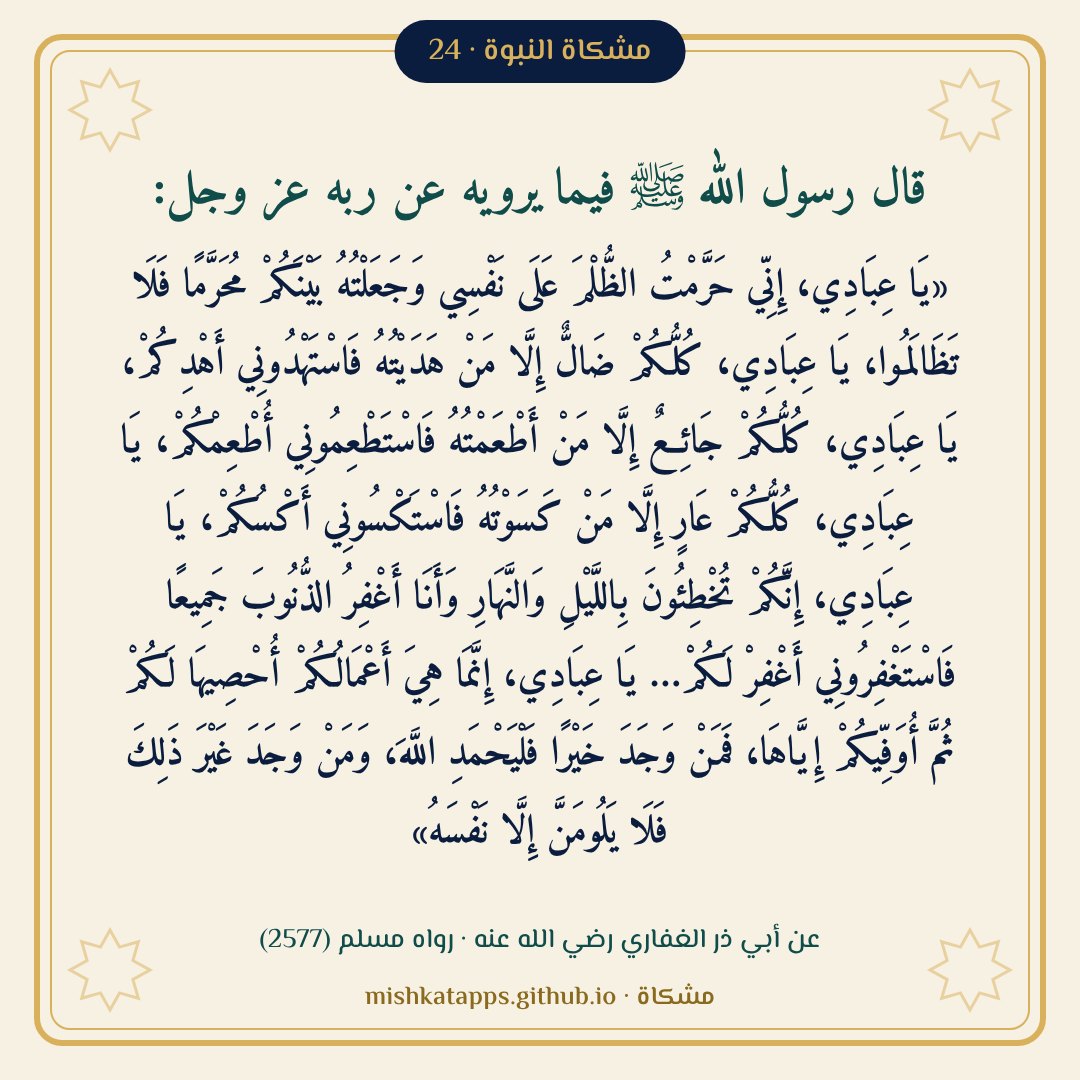 مشكاة النبوة · 24
قال رسول الله ﷺ فيما يرويه عن ربه عز وجل:
«يَا عِبَادِي، إِنِّي حَرَّمْتُ الظُّلْمَ عَلَى نَفْسِي وَجَعَلْتُهُ بَيْنَكُمْ مُحَرَّمًا فَلَا
تَظَالَمُوا، يَا عِبَادِي، كُلُّكُمْ ضَالٌّ إِلَّا مَنْ هَدَيْتُهُ فَاسْتَهْدُونِي أَهْدِكُمْ،
يَا عِبَادِي، كُلُّكُمْ جَائِعٌ إِلَّا مَنْ أَطْعَمْتُهُ فَاسْتَطْعِمُونِي أُطْعِمْكُمْ، يَا
عِبَادِي، كُلُّكُمْ عَارٍ إِلَّا مَنْ كَسَوْتُهُ فَاسْتَكْسُونِي أَكْسُكُمْ، يَا
عِبَادِي، إِنَّكُمْ تُخْطِئُونَ بِاللَّيْلِ وَالنَّهَارِ وَأَنَا أَغْفِرُ الذُّنُوبَ جَمِيعًا
فَاسْتَغْفِرُونِي أَغْفِرْ لَكُمْ... يَا عِبَادِي، إِنَّمَا هِيَ أَعْمَالُكُمْ أُحْصِيهَا لَكُمْ
ثُمَّ أُوَفِّيكُمْ إِيَّاهَا، فَمَنْ وَجَدَ خَيْرًا فَلْيَحْمَدِ اللَّهَ، وَمَنْ وَجَدَ غَيْرَ ذَلِكَ
فَلَا يَلُومَنَّ إِلَّا نَفْسَهُ»
عن أبي ذر الغفاري رضي الله عنه · رواه مسلم (2577)
مشكاة · mishkatapps.github.io